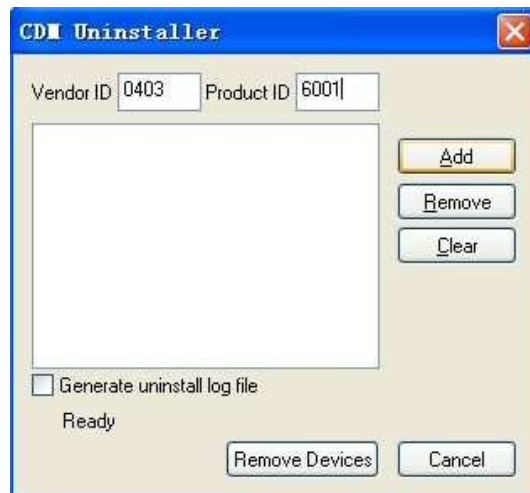 CDM Uninstaller
Vendor ID 0403 Product ID 6001
Add
Remove
Clear
Generate uninstall log file
Ready
Remove Devices Cancel